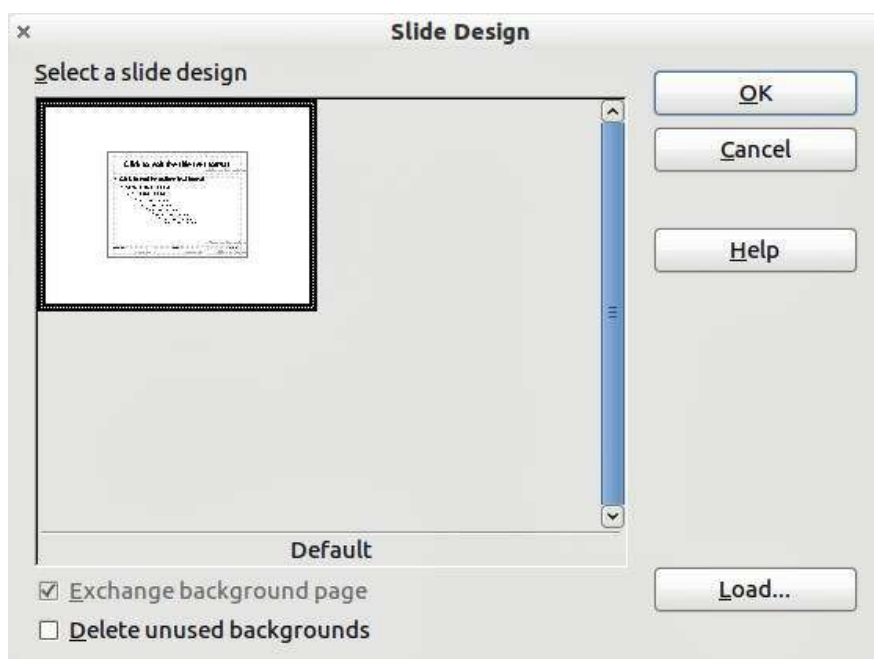 Slide Design
Select a slide design
OK
Cancel
Help
Default
Exchange background page
Load...
Delete unused backgrounds